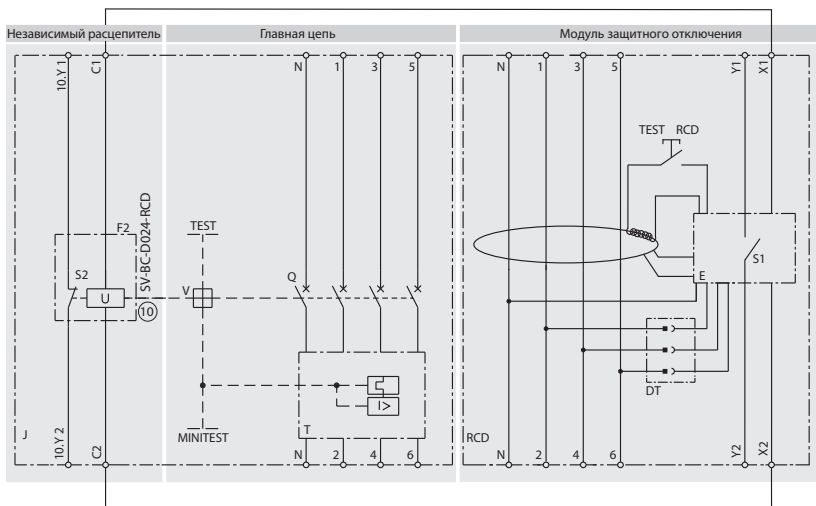 Независимый расцепитель
Главная цепь
Модуль защитного отключения
10.Y 1
C1
N
1
3
5
N
1
3
5
Y1
X1
TEST RCD
F2
SV-BC-D024-RCD
TEST
S2
U
10
V
Q
E
S1
I>
DT
J
10.Y 2
C2
MINITEST
T
N
2
4
6
RCD
N
2
4
6
Y2
X2